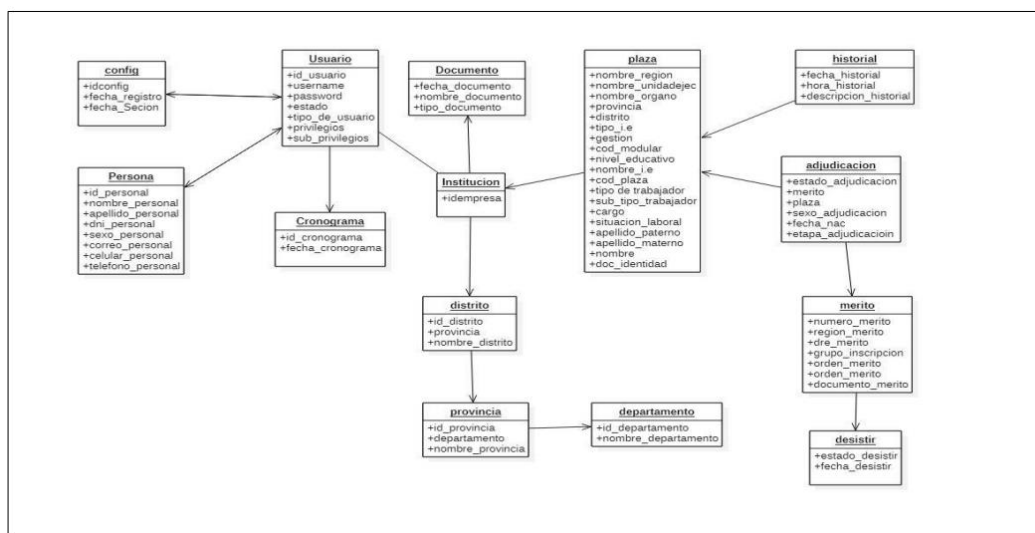 config
+idconfig
+fecha_registro
+fecha_Secion
Usuario
+id_usuario
+username
+password
+estado
+tipo_de_usuario
+privilegios
+sub_privilegios
Documento
+fecha_documento
+nombre_documento
+tipo_documento
plaza
+nombre_region
+nombre_unidadejec
+nombre_organo
+provincia
+distrito
+tipo_i.e
+gestion
+cod_modular
+nivel_educativo
+nombre_i.e
+cod_plaza
+tipo de trabajador
+sub_tipo_trabajador
+cargo
+situacion_laboral
+apellido_paterno
+apellido_materno
+nombre
+doc_identidad
historial
+fecha_historial
+hora_historial
+descripcion_historial
Persona
+id_personal
+nombre_personal
+apellido_personal
+dni_personal
+sexo_personal
+correo_personal
+celular_personal
+telefono_personal
Cronograma
+id_cronograma
+fecha_cronograma
Institucion
+idempresa
adjudicacion
+estado_adjudicacion
+merito
+plaza
+sexo_adjudicacion
+fecha_nac
+etapa_adjudicacioin
distrito
+id_distrito
+provincia
+nombre_distrito
merito
+numero_merito
+region_merito
+dre_merito
+grupo_inscripcion
+orden_merito
+orden_merito
+documento_merito
provincia
+id_provincia
+departamento
+nombre_provincia
departamento
+id_departamento
+nombre_departamento
desistir
+estado_desistir
+fecha_desistir